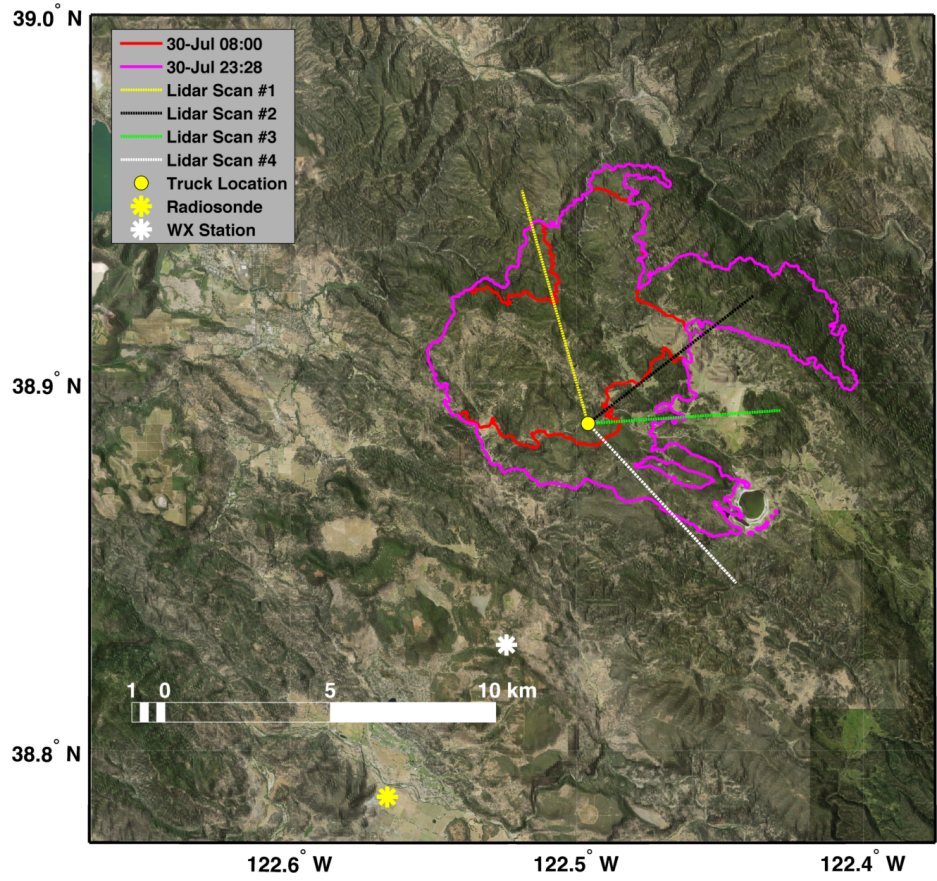 39.0° N
30-Jul 08:00
30-Jul 23:28
Lidar Scan #1
Lidar Scan #2
Lidar Scan #3
Lidar Scan #4
Truck Location
Radiosonde
WX Station
38.9° N
1 0 5 10 km
38.8° N
122.6° W 122.5° W 122.4° W